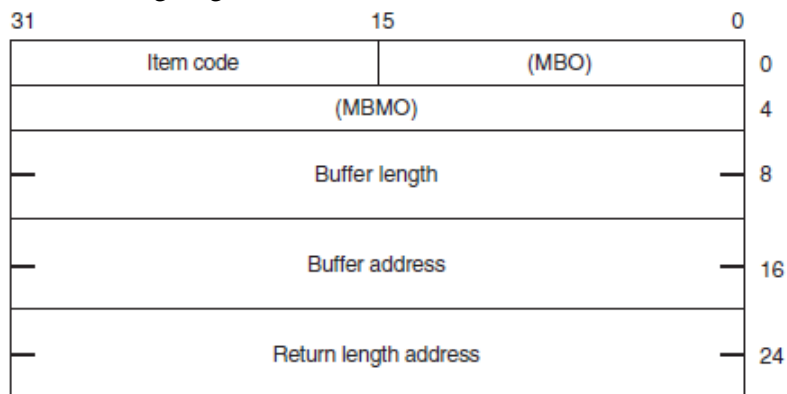 31 15 0
Item code (MBO) 0
(MBMO) 4
Buffer length 8
Buffer address 16
Return length address 24